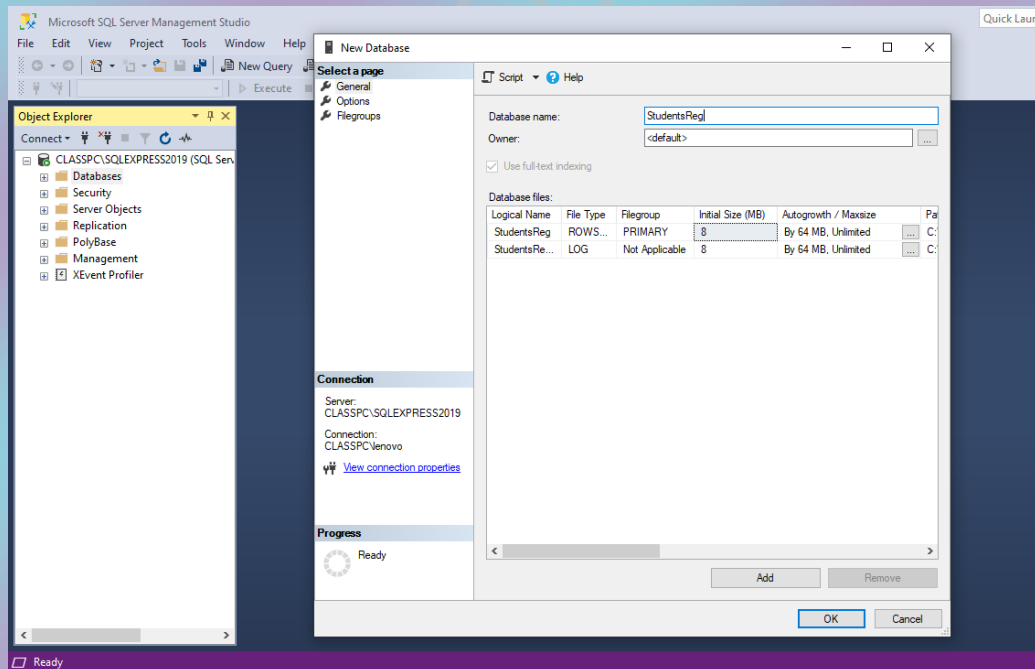 Microsoft SQL Server Management Studio
Quick Laun
File Edit View Project Tools Window Help
New Query
Execute
Object Explorer
Connect
CLASSPC\SQLEXPRESS2019 (SQL Serv
Databases
Security
Server Objects
Replication
PolyBase
Management
XEvent Profiler
New Database
Select a page
General
Options
Filegroups
Script Help
Database name: StudentsReg
Owner: <default> ...
Use full-text indexing
Database files:
Logical Name File Type Filegroup Initial Size (MB) Autogrowth / Maxsize Pa
StudentsReg ROWS... PRIMARY 8 By 64 MB, Unlimited ... C:
StudentsRe... LOG Not Applicable 8 By 64 MB, Unlimited ... C:
Connection
Server:
CLASSPC\SQLEXPRESS2019
Connection:
CLASSPC\lenovo
View connection properties
Progress
Ready
Add Remove
OK Cancel
Ready